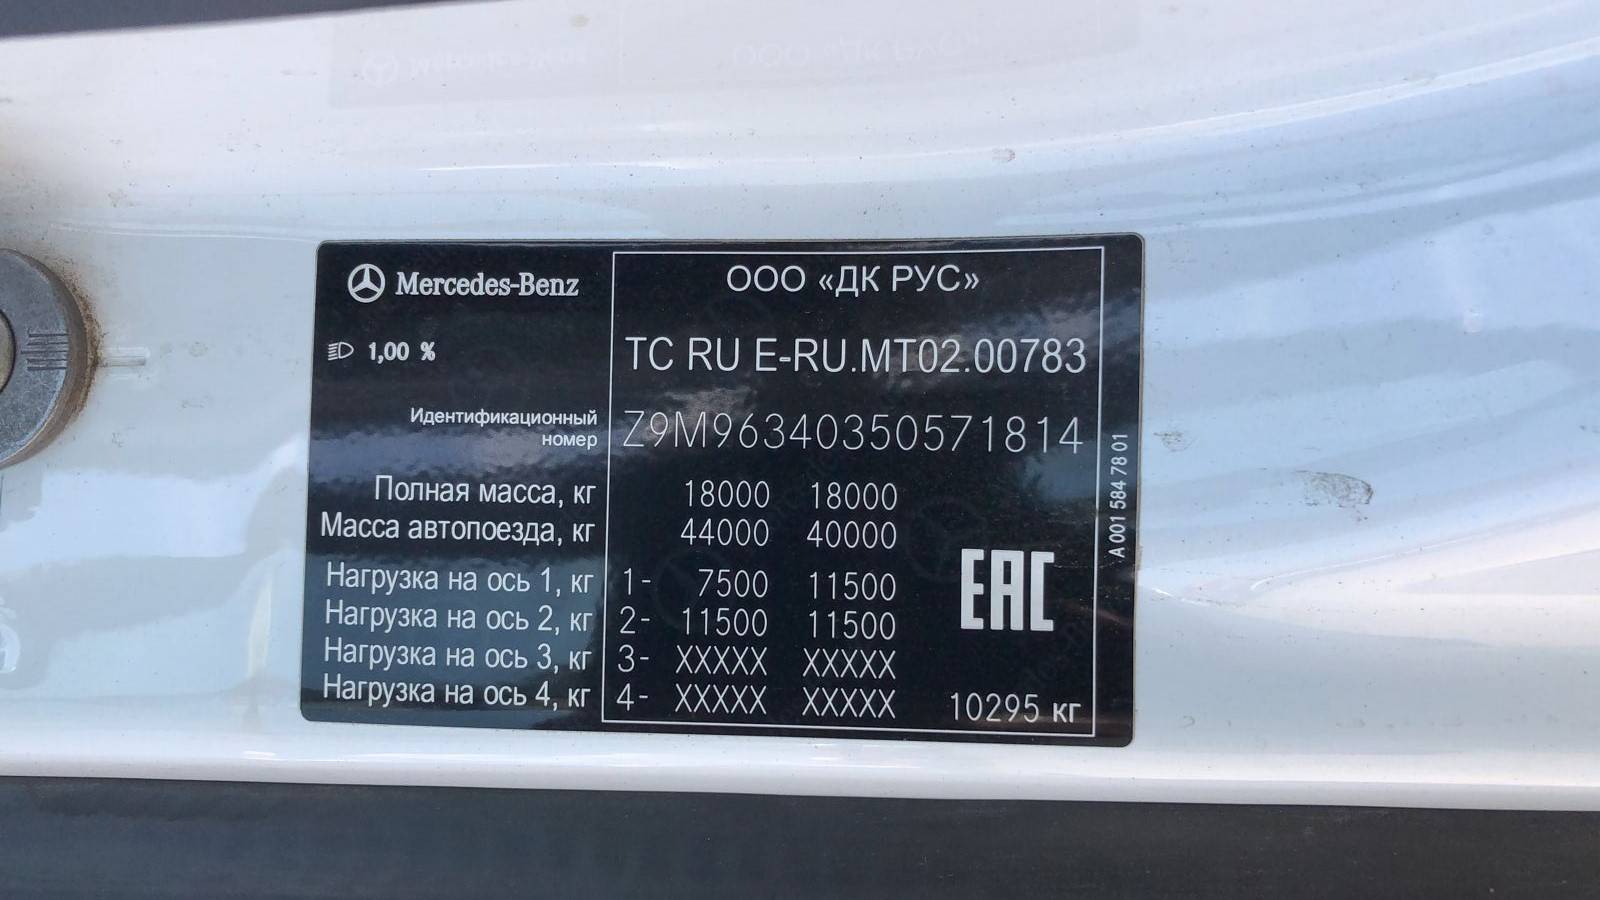 Mercedes-Benz
ООО «ДК РУС»
1,00 %
ТС RU E-RU.MT02.00783
Идентификационный номер
Z9M96340350571814
Полная масса, кг 18000 18000
Масса автопоезда, кг 44000 40000
Нагрузка на ось 1, кг 1- 7500 11500
Нагрузка на ось 2, кг 2- 11500 11500
Нагрузка на ось 3, кг 3- XXXXX XXXXX
Нагрузка на ось 4, кг 4- XXXXX XXXXX
EAC
10295 кг
A 001 584 78 01